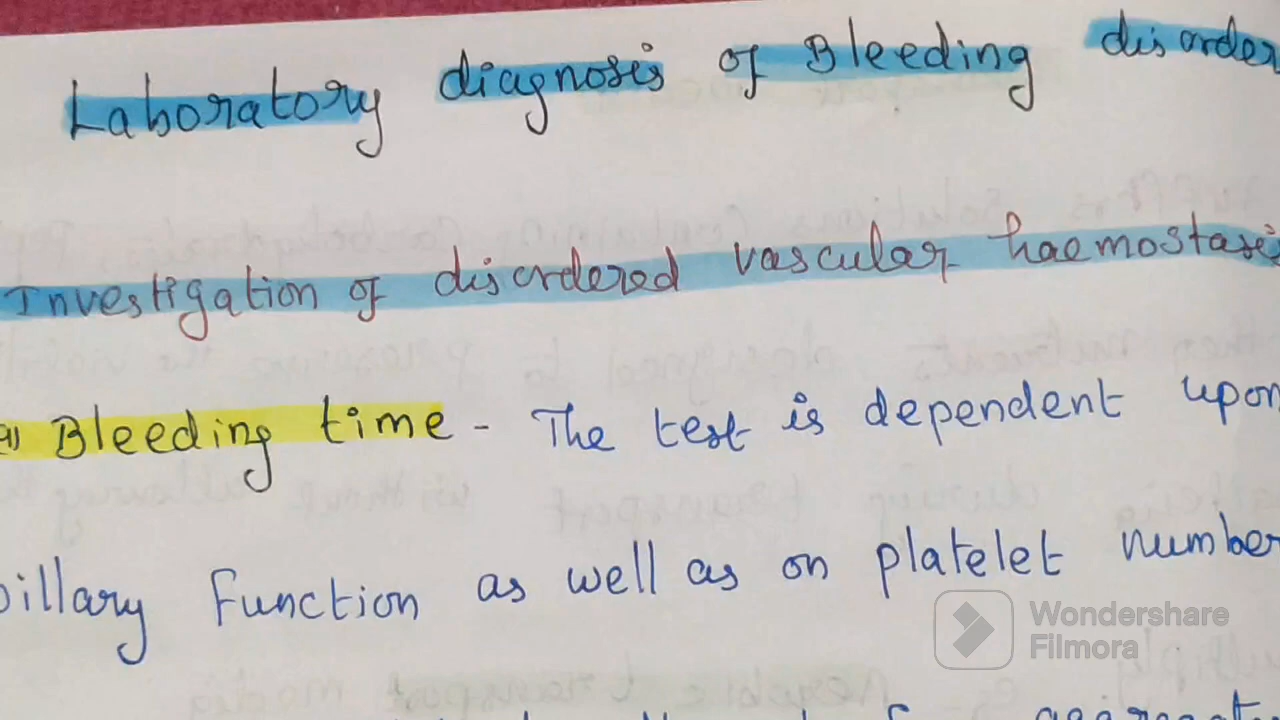 Laboratory diagnosis of Bleeding disorder
Investigation of disordered vascular haemostasis
a) Bleeding time - The test is dependent upon
pillary function as well as on platelet number
Wondershare
Filmora